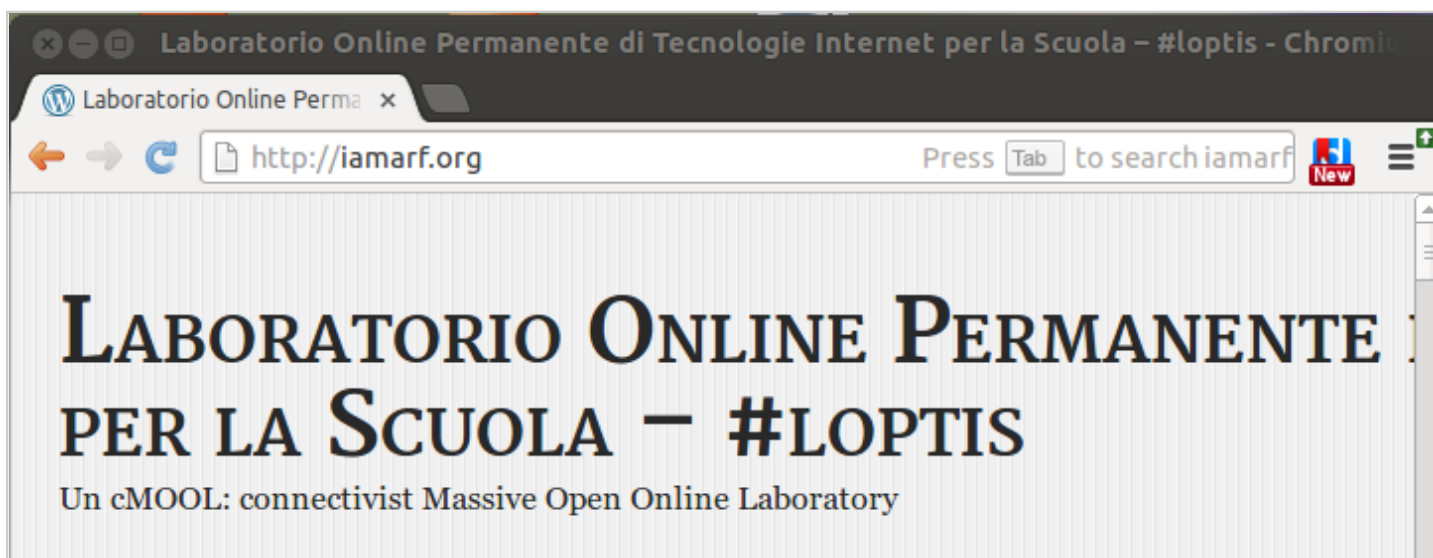 Laboratorio Online Permanente di Tecnologie Internet per la Scuola – #loptis - Chromiu
Laboratorio Online Perma
http://iamarf.org Press Tab to search iamarf
New
Laboratorio Online Permanente
per la Scuola – #loptis
Un cMOOL: connectivist Massive Open Online Laboratory